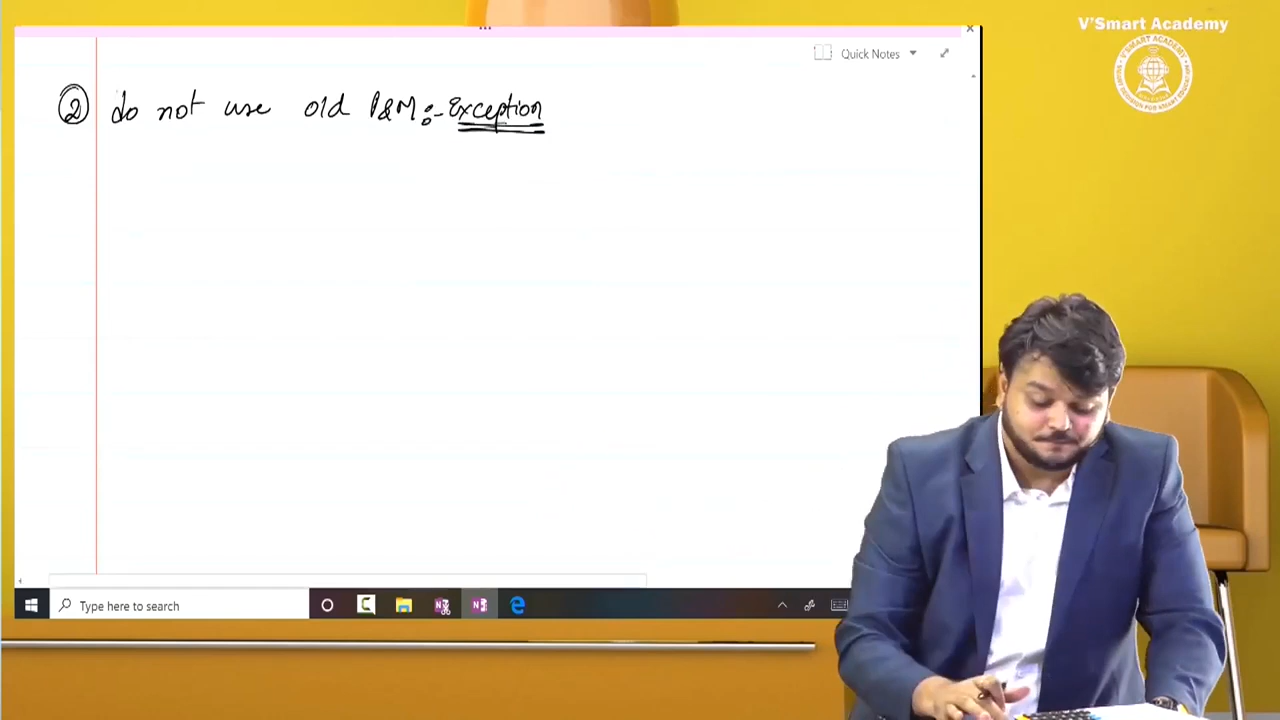 V'Smart Academy
Quick Notes
② do not use old P&M :- Exception
Type here to search